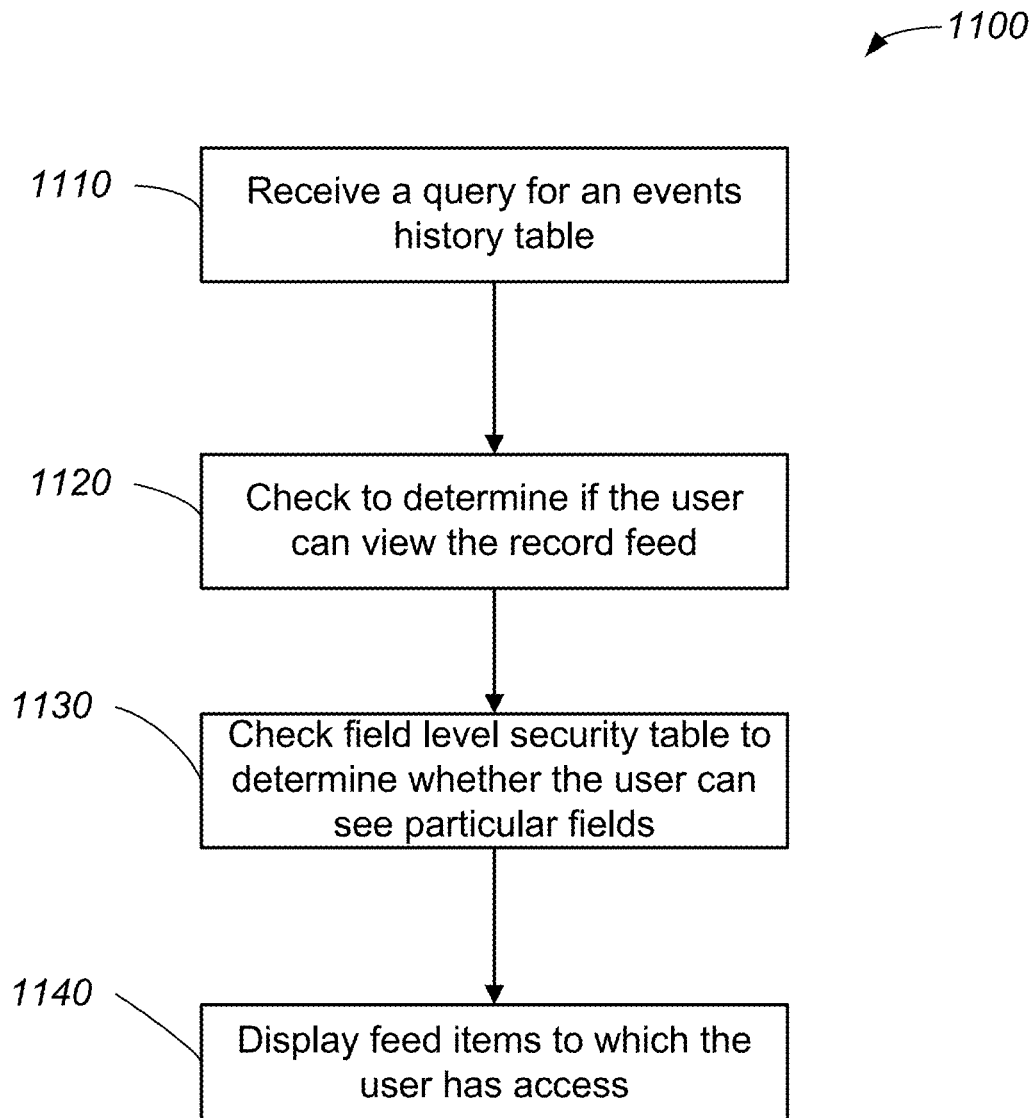 1100
1110
Receive a query for an events
history table
1120
Check to determine if the user
can view the record feed
1130
Check field level security table to
determine whether the user can
see particular fields
1140
Display feed items to which the
user has access